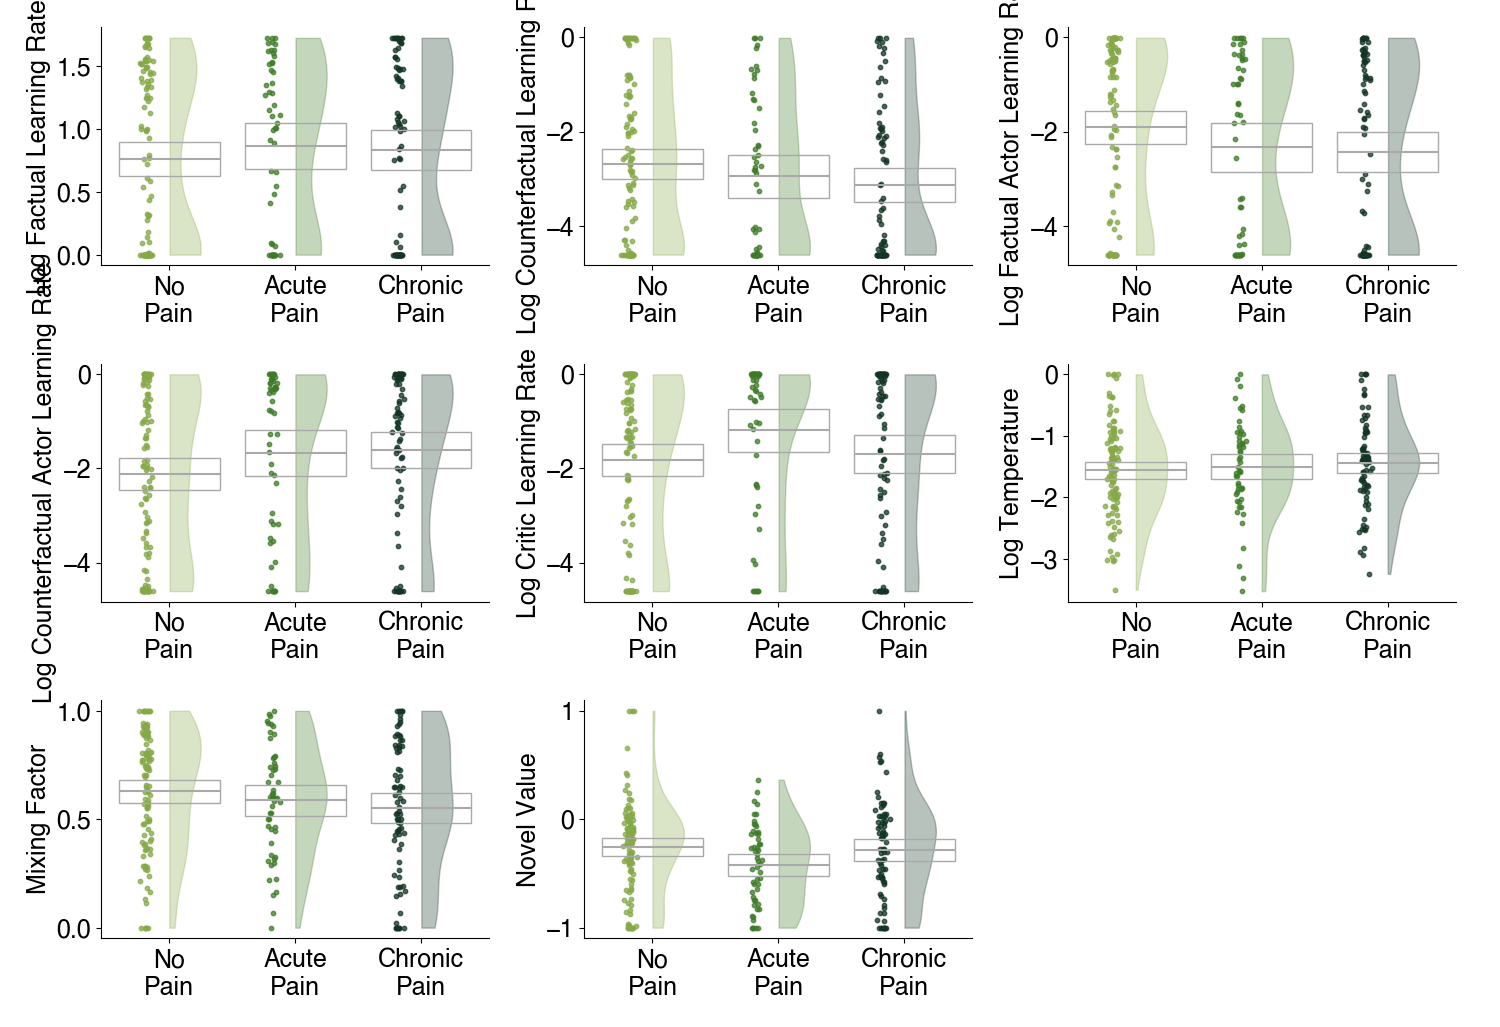 Log Factual Learning Rate
1.5
1.0
0.5
0.0
No
Pain
Acute
Pain
Chronic
Pain
Log Counterfactual Learning
0
−2
−4
No
Pain
Acute
Pain
Chronic
Pain
Log Factual Actor Learning
0
−2
−4
No
Pain
Acute
Pain
Chronic
Pain
Log Counterfactual Actor Learning Rate
0
−2
−4
No
Pain
Acute
Pain
Chronic
Pain
Log Critic Learning Rate
0
−2
−4
No
Pain
Acute
Pain
Chronic
Pain
Log Temperature
0
−1
−2
−3
No
Pain
Acute
Pain
Chronic
Pain
Mixing Factor
1.0
0.5
0.0
No
Pain
Acute
Pain
Chronic
Pain
Novel Value
1
0
−1
No
Pain
Acute
Pain
Chronic
Pain